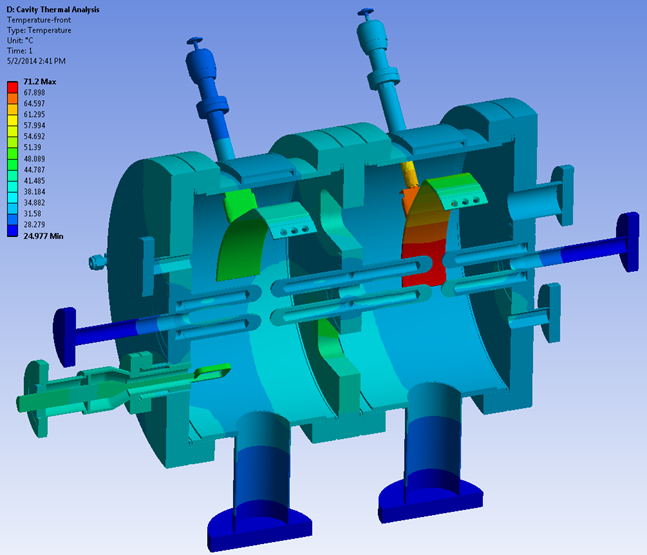 D: Cavity Thermal Analysis
Temperature-front
Type: Temperature
Unit: °C
Time: 1
5/2/2014 2:41 PM
71.2 Max
67.898
64.597
61.295
57.994
54.692
51.39
48.089
44.787
41.485
38.184
34.882
31.58
28.279
24.977 Min